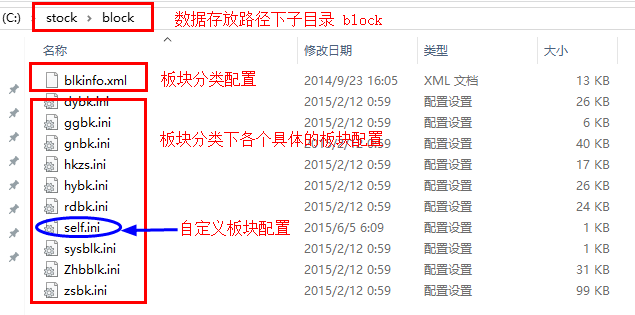 (C:) > stock > block 数据存放路径下子目录 block
名称 修改日期 类型 大小
blkinfo.xml 板块分类配置 2014/9/23 16:05 XML 文档 13 KB
dybk.ini 2015/2/12 0:59 配置设置 26 KB
ggbk.ini 2015/2/12 0:59 配置设置 6 KB
gnbk.ini 板块分类下各个具体的板块配置 2015/2/12 0:59 配置设置 40 KB
hkzs.ini 2015/2/12 0:59 配置设置 17 KB
hybk.ini 2015/2/12 0:59 配置设置 26 KB
rdbk.ini 2015/2/12 0:59 配置设置 24 KB
self.ini 自定义板块配置 2015/6/5 6:09 配置设置 1 KB
sysblk.ini 2015/2/12 0:59 配置设置 1 KB
Zhbblk.ini 2015/2/12 0:59 配置设置 31 KB
zsbk.ini 2015/2/12 0:59 配置设置 99 KB